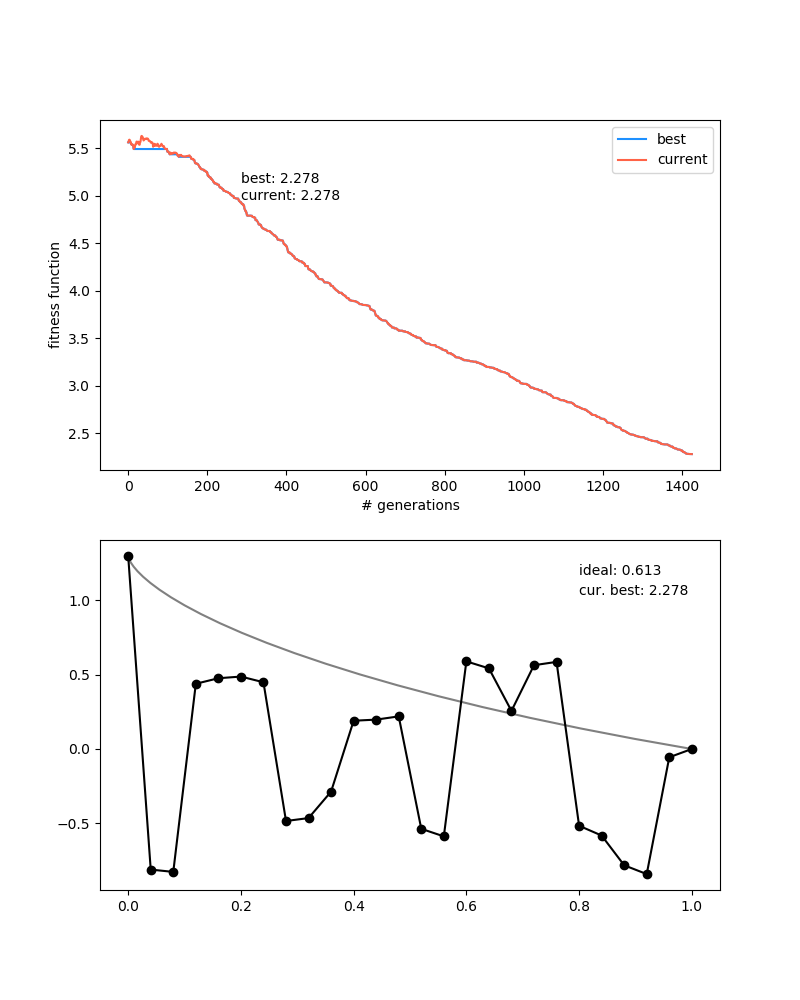 best
current
best: 2.278
current: 2.278
fitness function
5.5
5.0
4.5
4.0
3.5
3.0
2.5
0 200 400 600 800 1000 1200 1400
# generations
ideal: 0.613
cur. best: 2.278
1.0
0.5
0.0
−0.5
0.0 0.2 0.4 0.6 0.8 1.0